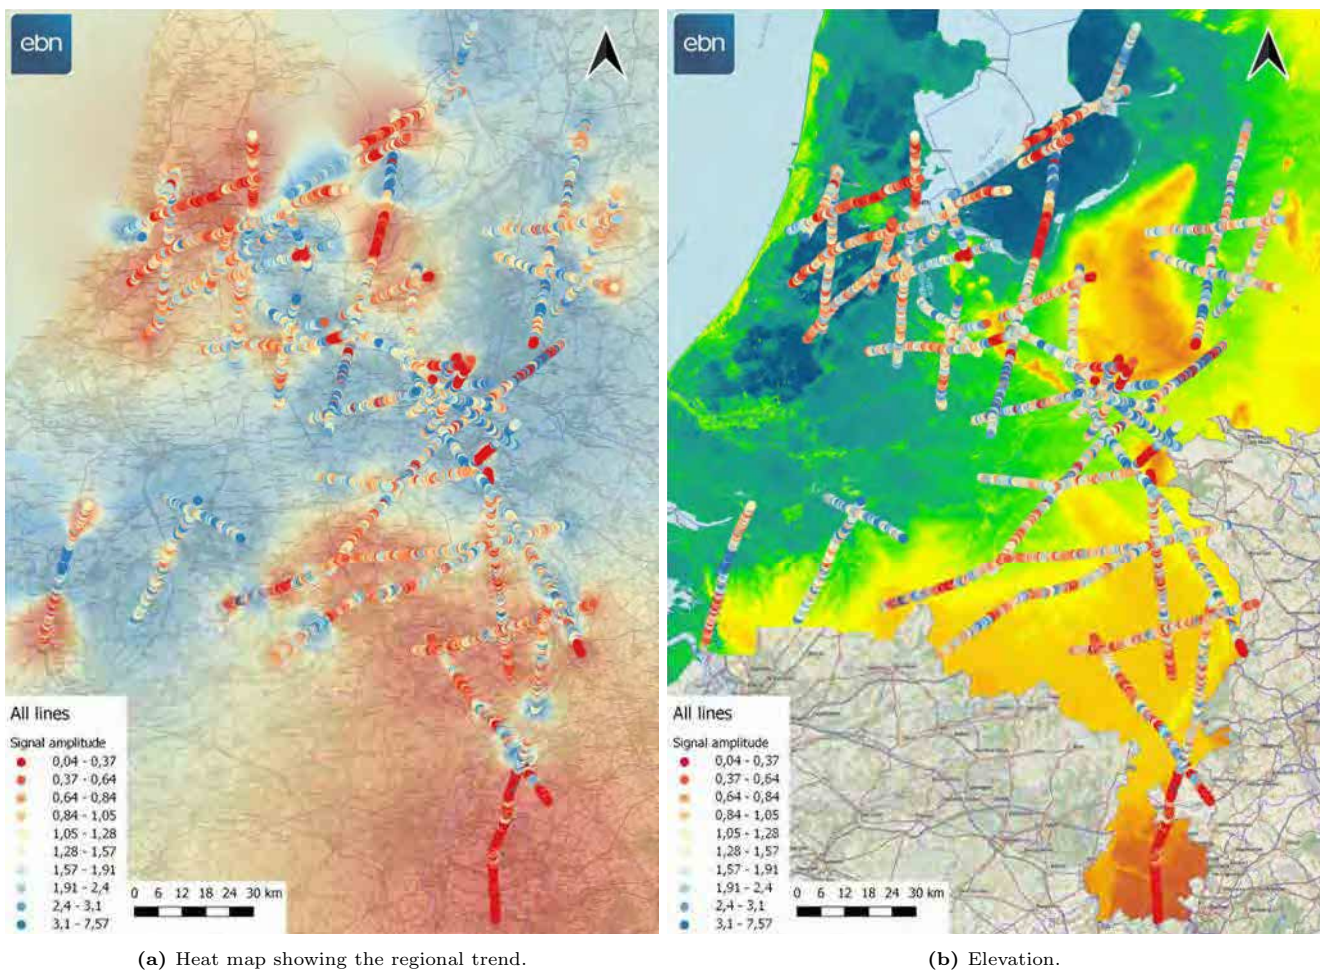 ebn
ebn
All lines
Signal amplitude
0,04 - 0,37
0,37 - 0,64
0,64 - 0,84
0,84 - 1,05
1,05 - 1,28
1,28 - 1,57
1,57 - 1,91
1,91 - 2,4
2,4 - 3,1
3,1 - 7,57
0 6 12 18 24 30 km
All lines
Signal amplitude
0,04 - 0,37
0,37 - 0,64
0,64 - 0,84
0,84 - 1,05
1,05 - 1,28
1,28 - 1,57
1,57 - 1,91
1,91 - 2,4
2,4 - 3,1
3,1 - 7,57
0 6 12 18 24 30 km
(a) Heat map showing the regional trend.
(b) Elevation.